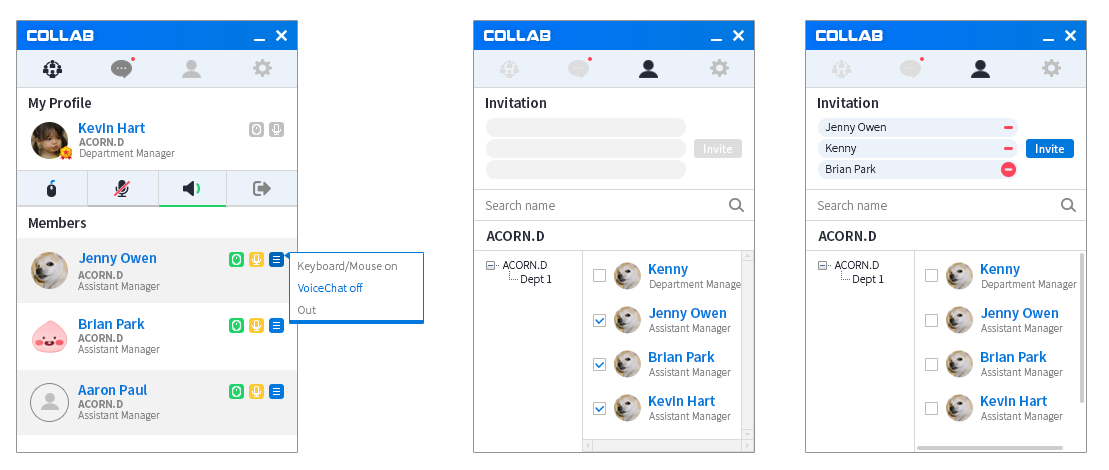 COLLAB
My Profile
Kevin Hart
ACORN.D
Department Manager
Members
Jenny Owen
ACORN.D
Assistant Manager
Brian Park
ACORN.D
Assistant Manager
Aaron Paul
ACORN.D
Assistant Manager
Keyboard/Mouse on
VoiceChat off
Out
COLLAB
Invitation
Invite
Search name
ACORN.D
ACORN.D
Dept 1
Kenny
Department Manage
Jenny Owen
Assistant Manager
Brian Park
Assistant Manager
Kevin Hart
Assistant Manager
COLLAB
Invitation
Jenny Owen
Kenny
Brian Park
Invite
Search name
ACORN.D
ACORN.D
Dept 1
Kenny
Department Manager
Jenny Owen
Assistant Manager
Brian Park
Assistant Manager
Kevin Hart
Assistant Manager